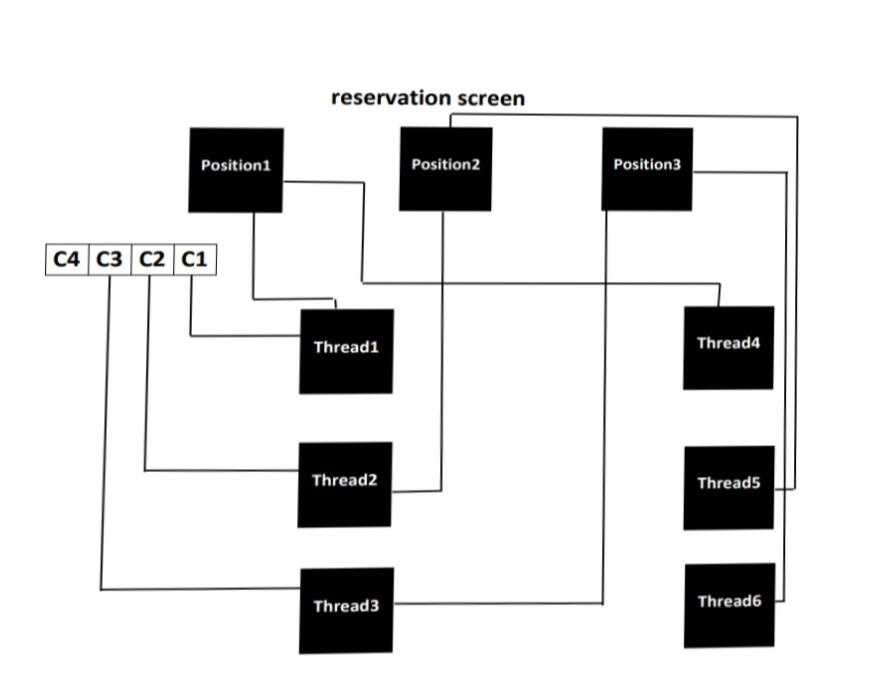 reservation screen
Position1
Position2
Position3
C4 C3 C2 C1
Thread1
Thread4
Thread2
Thread5
Thread3
Thread6